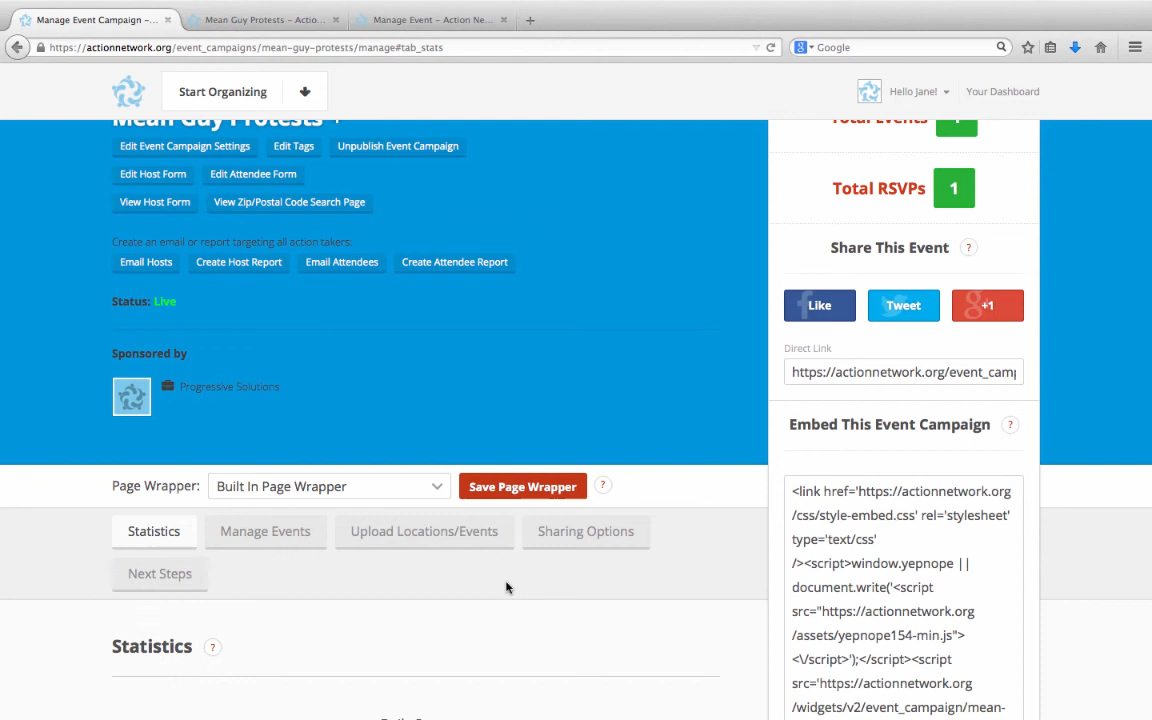 Manage Event Campaign –... ×
Mean Guy Protests – Actio... ×
Manage Event – Action Ne... ×
+
https://actionnetwork.org/event_campaigns/mean-guy-protests/manage#tab_stats
Google
Start Organizing
Hello Jane!
Your Dashboard
Mean Guy Protests
Edit Event Campaign Settings
Edit Tags
Unpublish Event Campaign
Edit Host Form
Edit Attendee Form
View Host Form
View Zip/Postal Code Search Page
Create an email or report targeting all action takers:
Email Hosts
Create Host Report
Email Attendees
Create Attendee Report
Status: Live
Sponsored by
Progressive Solutions
Total Events
Total RSVPs 1
Share This Event ?
Like
Tweet
+1
Direct Link
https://actionnetwork.org/event_camp
Embed This Event Campaign ?
<link href='https://actionnetwork.org
/css/style-embed.css' rel='stylesheet'
type='text/css'
/><script>window.yepnope ||
document.write('<script
src="https://actionnetwork.org
/assets/yepnope154-min.js">
<\/script>');</script><script
src='https://actionnetwork.org
/widgets/v2/event_campaign/mean-
Page Wrapper:
Built In Page Wrapper
Save Page Wrapper
?
Statistics
Manage Events
Upload Locations/Events
Sharing Options
Next Steps
Statistics ?